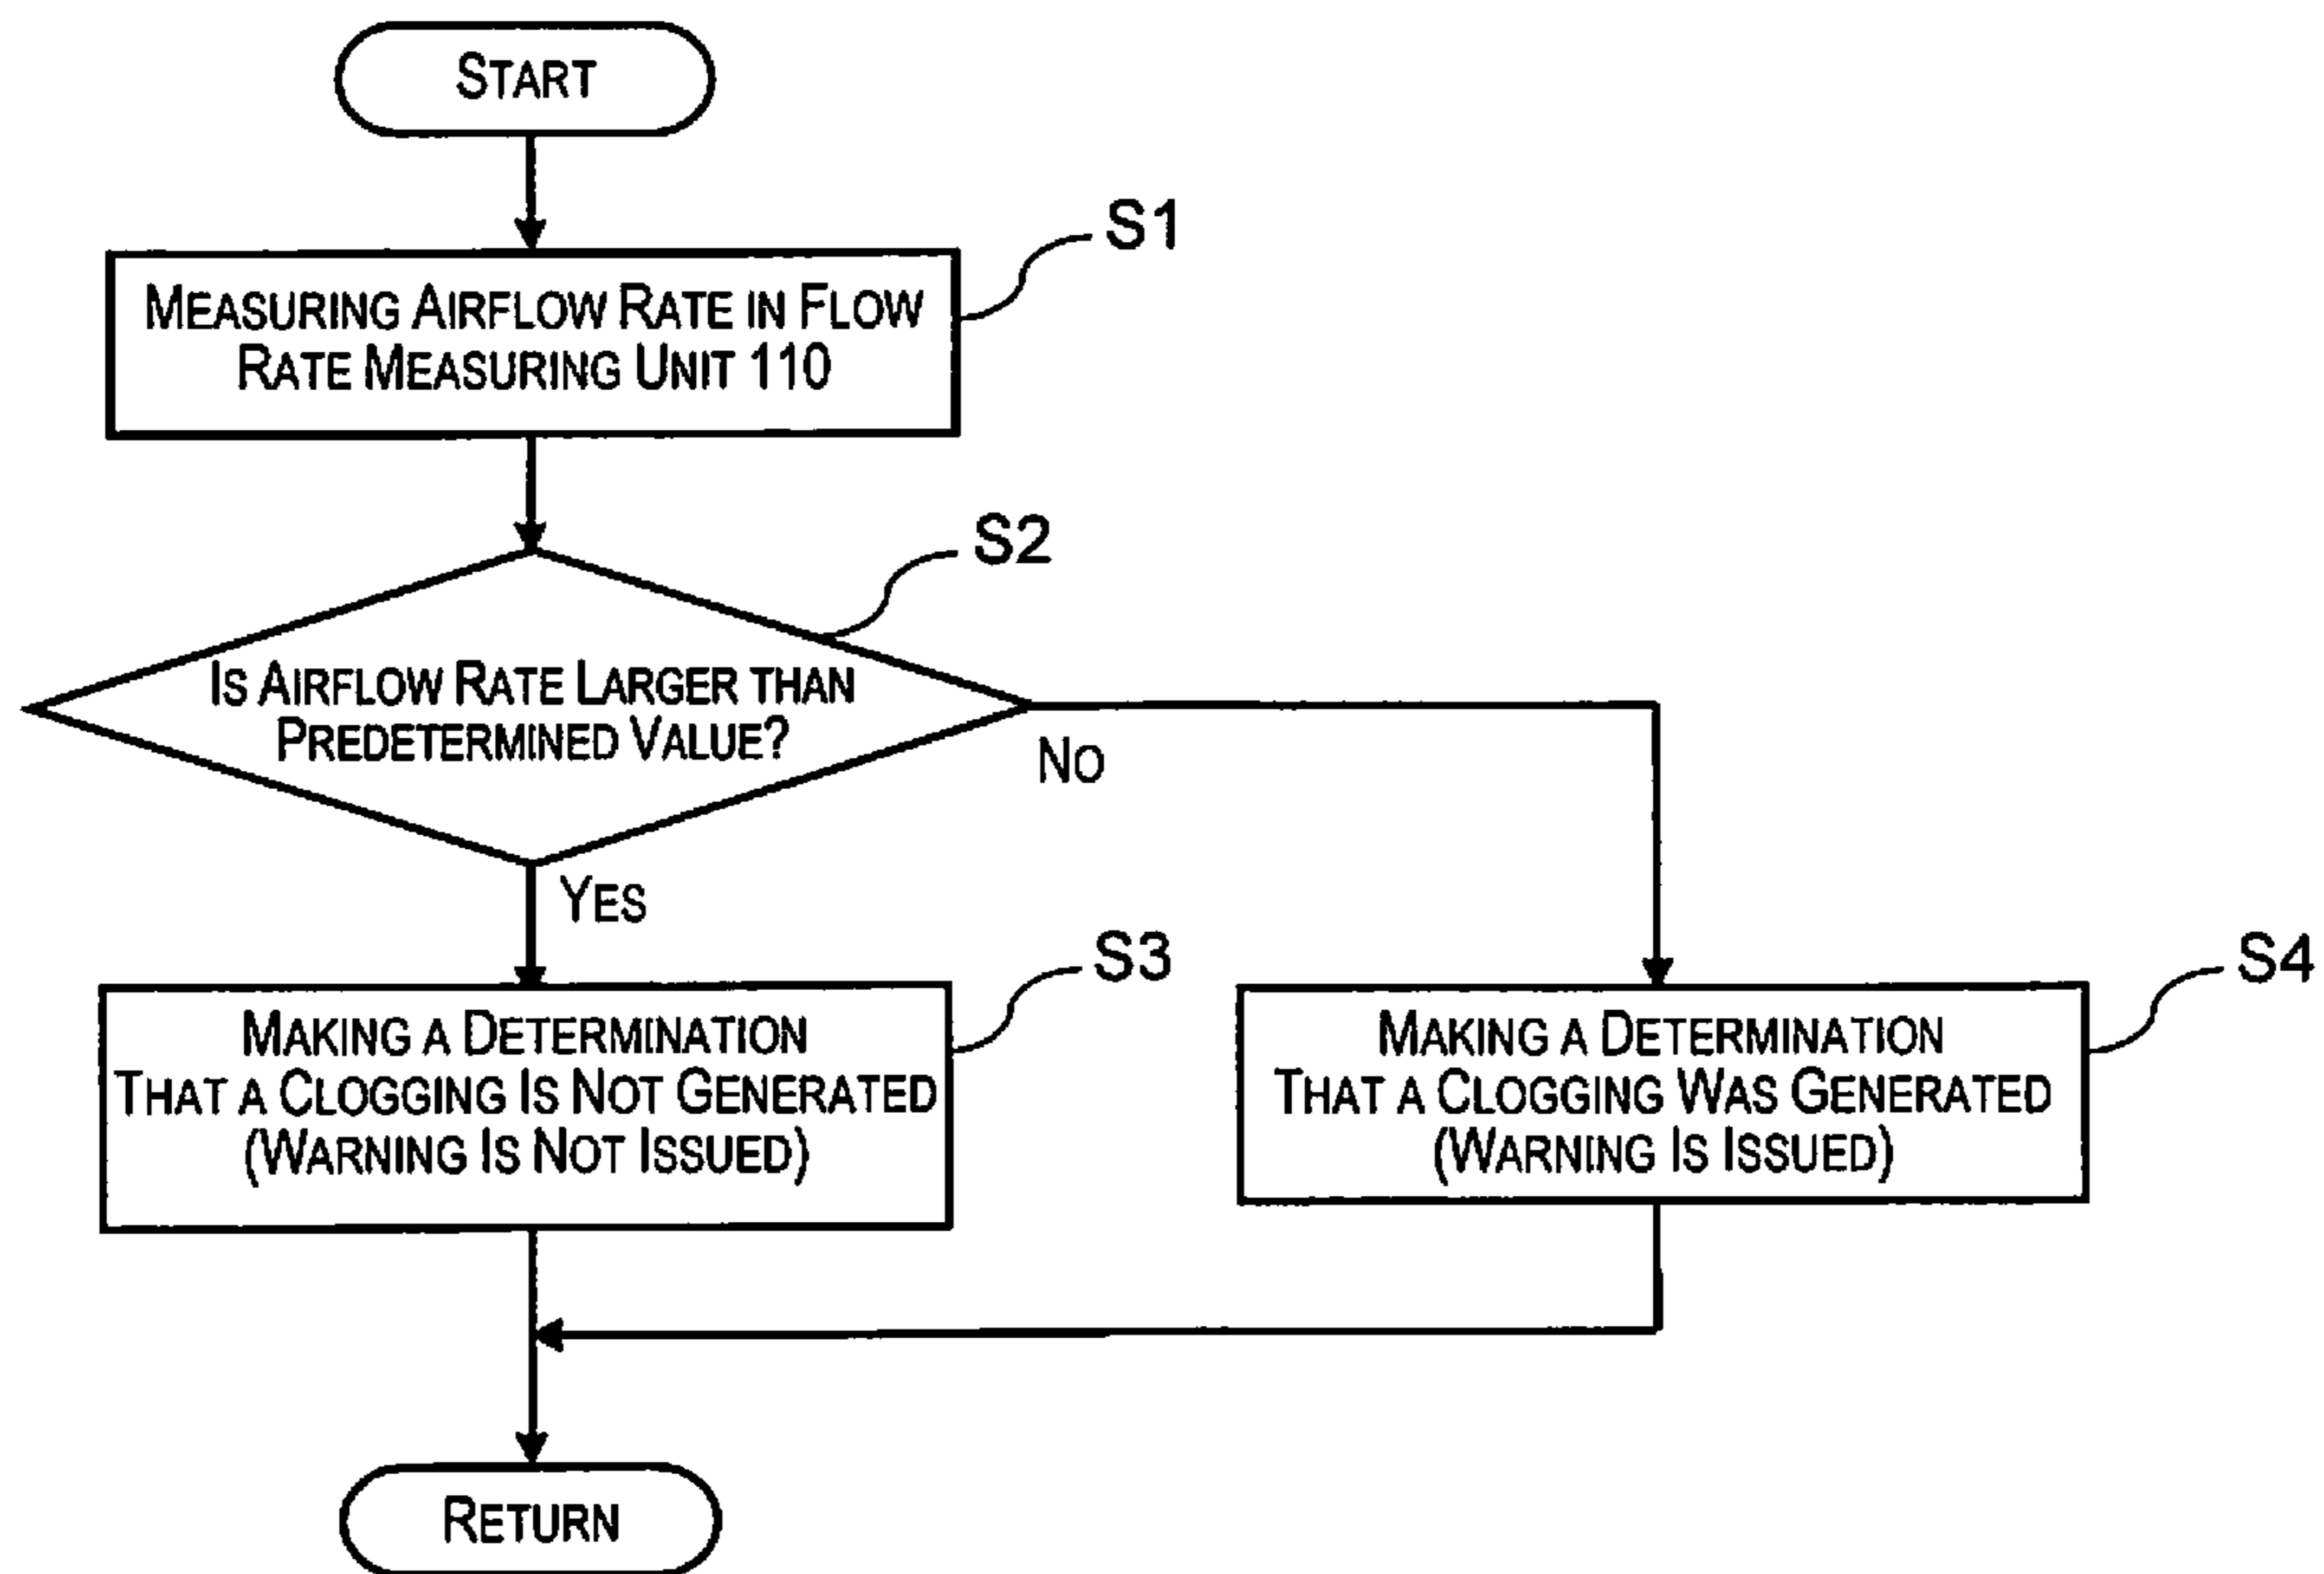 START
S1
MEASURING AIRFLOW RATE IN FLOW
RATE MEASURING UNIT 110
S2
IS AIRFLOW RATE LARGER THAN
PREDETERMINED VALUE?
NO
YES
S3
MAKING A DETERMINATION
THAT A CLOGGING IS NOT GENERATED
(WARNING IS NOT ISSUED)
S4
MAKING A DETERMINATION
THAT A CLOGGING WAS GENERATED
(WARNING IS ISSUED)
RETURN